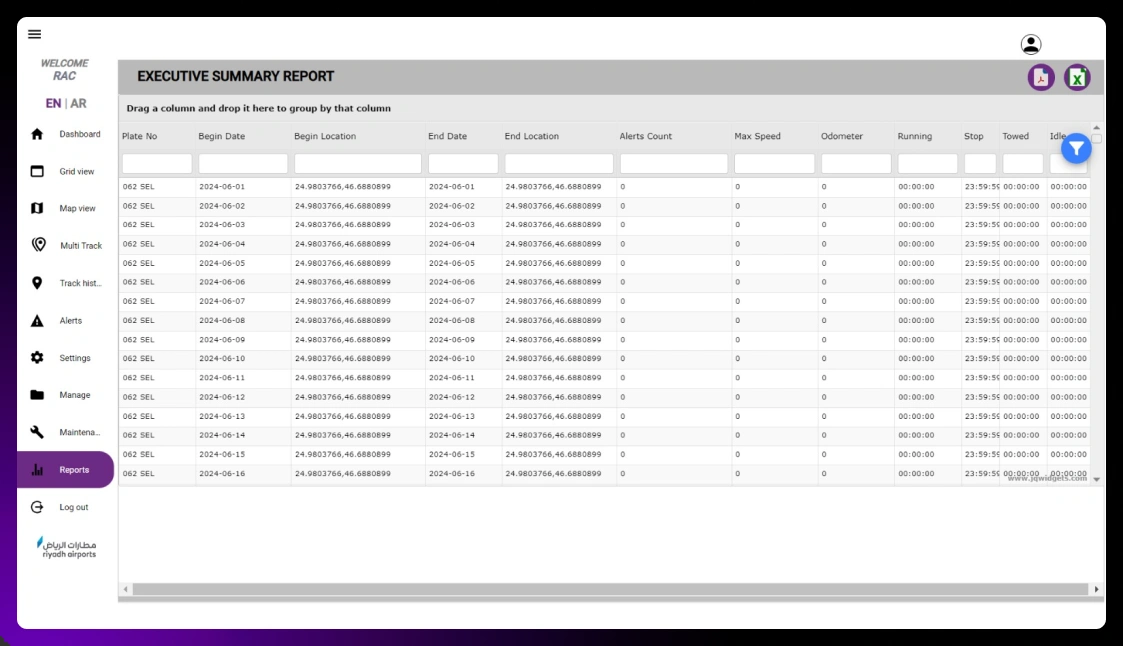 WELCOME
RAC
EN | AR
Dashboard
Grid view
Map view
Multi Track
Track hist...
Alerts
Settings
Manage
Maintena...
Reports
Log out
مطارات الرياض
riyadh airports
EXECUTIVE SUMMARY REPORT
Drag a column and drop it here to group by that column
Plate No Begin Date Begin Location End Date End Location Alerts Count Max Speed Odometer Running Stop Towed Idle
062 SEL 2024-06-01 24.9803766,46.6880899 2024-06-01 24.9803766,46.6880899 0 0 0 00:00:00 23:59:59 00:00:00 00:00:00
062 SEL 2024-06-02 24.9803766,46.6880899 2024-06-02 24.9803766,46.6880899 0 0 0 00:00:00 23:59:59 00:00:00 00:00:00
062 SEL 2024-06-03 24.9803766,46.6880899 2024-06-03 24.9803766,46.6880899 0 0 0 00:00:00 23:59:59 00:00:00 00:00:00
062 SEL 2024-06-04 24.9803766,46.6880899 2024-06-04 24.9803766,46.6880899 0 0 0 00:00:00 23:59:59 00:00:00 00:00:00
062 SEL 2024-06-05 24.9803766,46.6880899 2024-06-05 24.9803766,46.6880899 0 0 0 00:00:00 23:59:59 00:00:00 00:00:00
062 SEL 2024-06-06 24.9803766,46.6880899 2024-06-06 24.9803766,46.6880899 0 0 0 00:00:00 23:59:59 00:00:00 00:00:00
062 SEL 2024-06-07 24.9803766,46.6880899 2024-06-07 24.9803766,46.6880899 0 0 0 00:00:00 23:59:59 00:00:00 00:00:00
062 SEL 2024-06-08 24.9803766,46.6880899 2024-06-08 24.9803766,46.6880899 0 0 0 00:00:00 23:59:59 00:00:00 00:00:00
062 SEL 2024-06-09 24.9803766,46.6880899 2024-06-09 24.9803766,46.6880899 0 0 0 00:00:00 23:59:59 00:00:00 00:00:00
062 SEL 2024-06-10 24.9803766,46.6880899 2024-06-10 24.9803766,46.6880899 0 0 0 00:00:00 23:59:59 00:00:00 00:00:00
062 SEL 2024-06-11 24.9803766,46.6880899 2024-06-11 24.9803766,46.6880899 0 0 0 00:00:00 23:59:59 00:00:00 00:00:00
062 SEL 2024-06-12 24.9803766,46.6880899 2024-06-12 24.9803766,46.6880899 0 0 0 00:00:00 23:59:59 00:00:00 00:00:00
062 SEL 2024-06-13 24.9803766,46.6880899 2024-06-13 24.9803766,46.6880899 0 0 0 00:00:00 23:59:59 00:00:00 00:00:00
062 SEL 2024-06-14 24.9803766,46.6880899 2024-06-14 24.9803766,46.6880899 0 0 0 00:00:00 23:59:59 00:00:00 00:00:00
062 SEL 2024-06-15 24.9803766,46.6880899 2024-06-15 24.9803766,46.6880899 0 0 0 00:00:00 23:59:59 00:00:00 00:00:00
062 SEL 2024-06-16 24.9803766,46.6880899 2024-06-16 24.9803766,46.6880899 0 0 0 00:00:00 23:59:59 00:00:00 00:00:00
www.jqwidgets.com